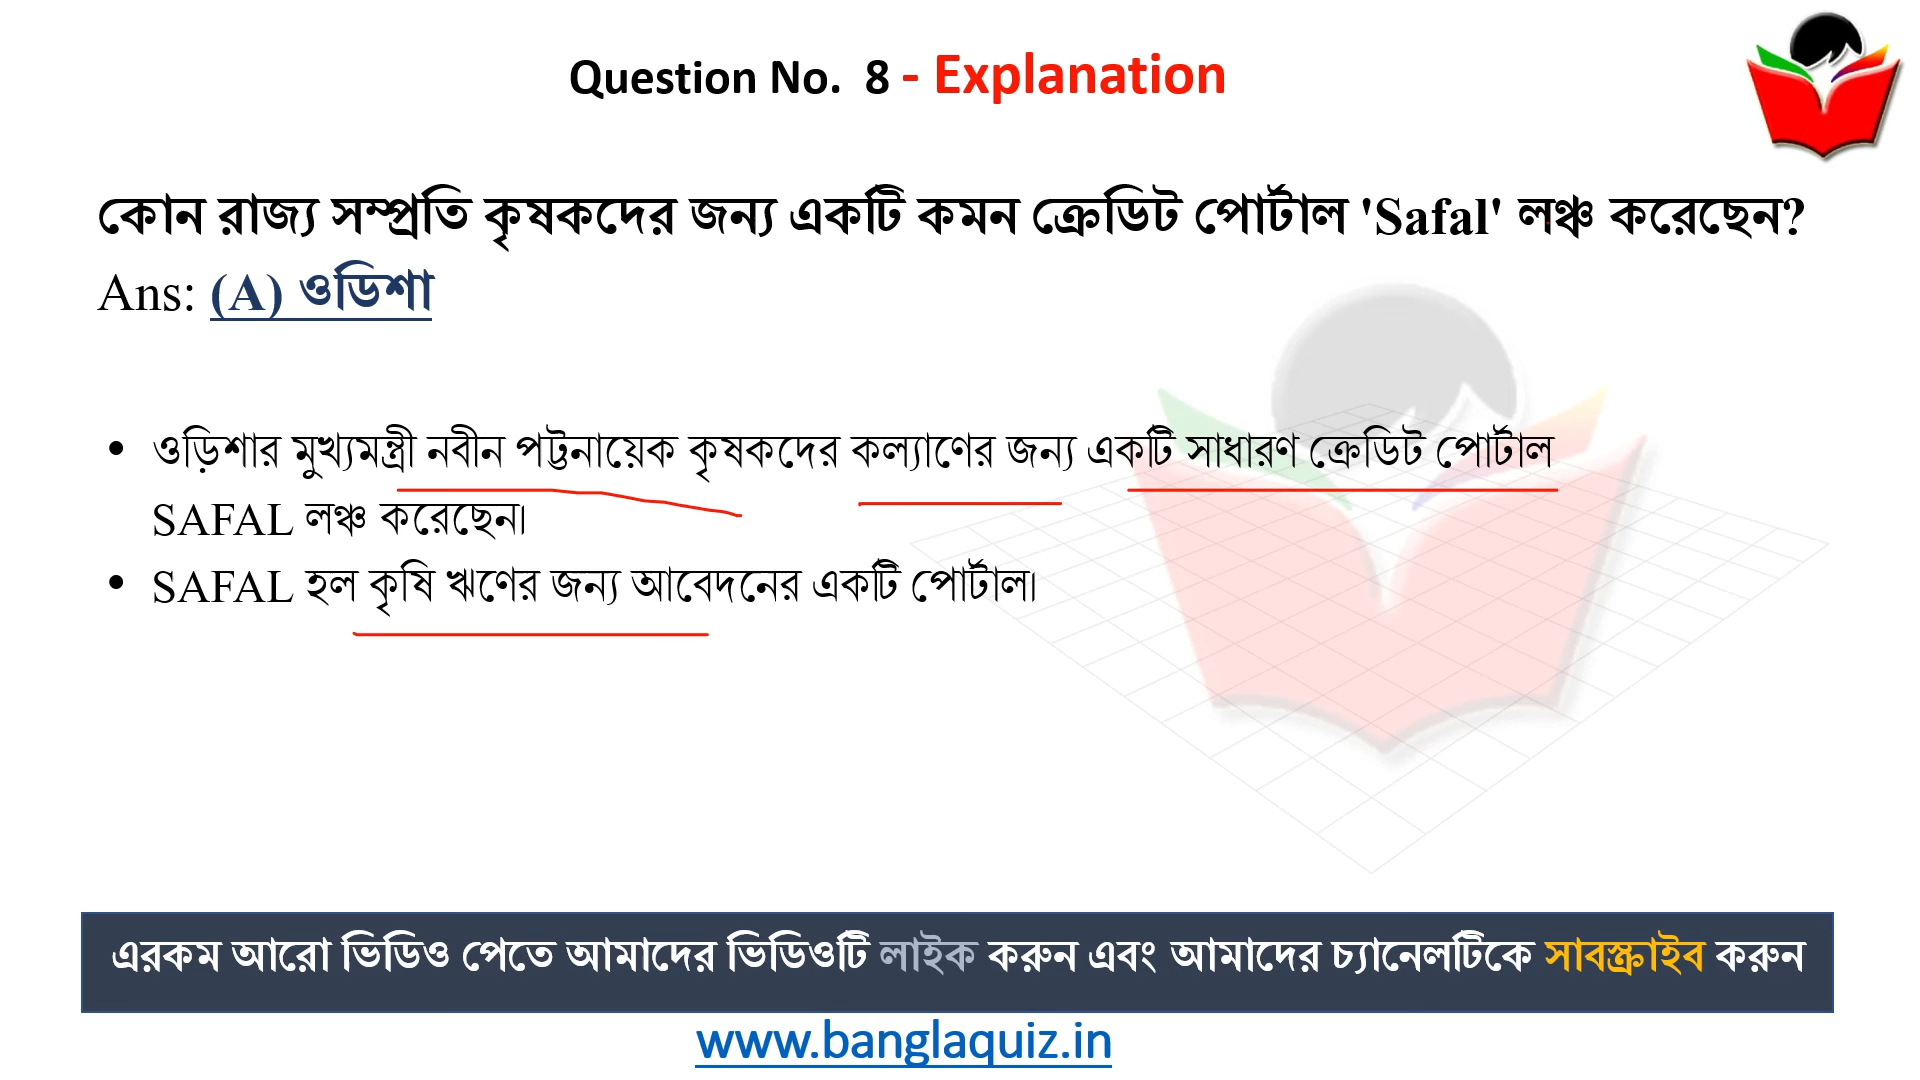 Question No. 8 - Explanation
কোন রাজ্য সম্প্রতি কৃষকদের জন্য একটি কমন ক্রেডিট পোর্টাল 'Safal' লঞ্চ করেছেন?
Ans: (A) ওডিশা
• ওড়িশার মুখ্যমন্ত্রী নবীন পট্টনায়েক কৃষকদের কল্যাণের জন্য একটি সাধারণ ক্রেডিট পোর্টাল
SAFAL লঞ্চ করেছেন।
• SAFAL হল কৃষি ঋণের জন্য আবেদনের একটি পোর্টাল।
এরকম আরো ভিডিও পেতে আমাদের ভিডিওটি লাইক করুন এবং আমাদের চ্যানেলটিকে সাবস্ক্রাইব করুন
www.banglaquiz.in